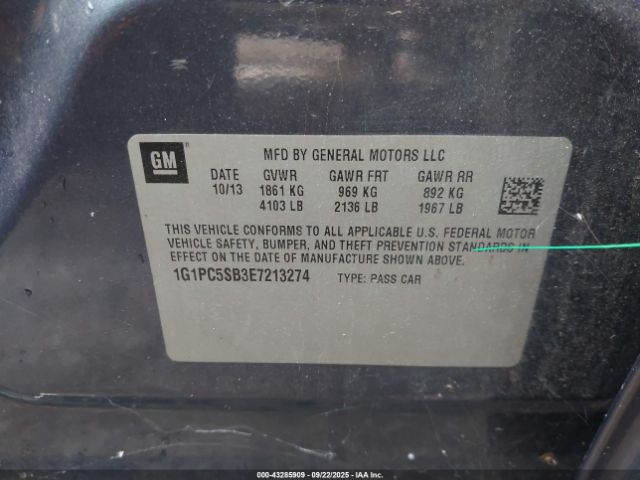 GM
MFD BY GENERAL MOTORS LLC
DATE GVWR GAWR FRT GAWR RR
10/13 1861 KG 969 KG 892 KG
4103 LB 2136 LB 1967 LB
THIS VEHICLE CONFORMS TO ALL APPLICABLE U.S. FEDERAL MOTOR
VEHICLE SAFETY, BUMPER, AND THEFT PREVENTION STANDARDS IN
EFFECT ON THE DATE OF MANUFACTURE SHOWN ABOVE.
1G1PC5SB3E7213274 TYPE: PASS CAR
000-43285909 - 09/22/2025 - IAAI.COM